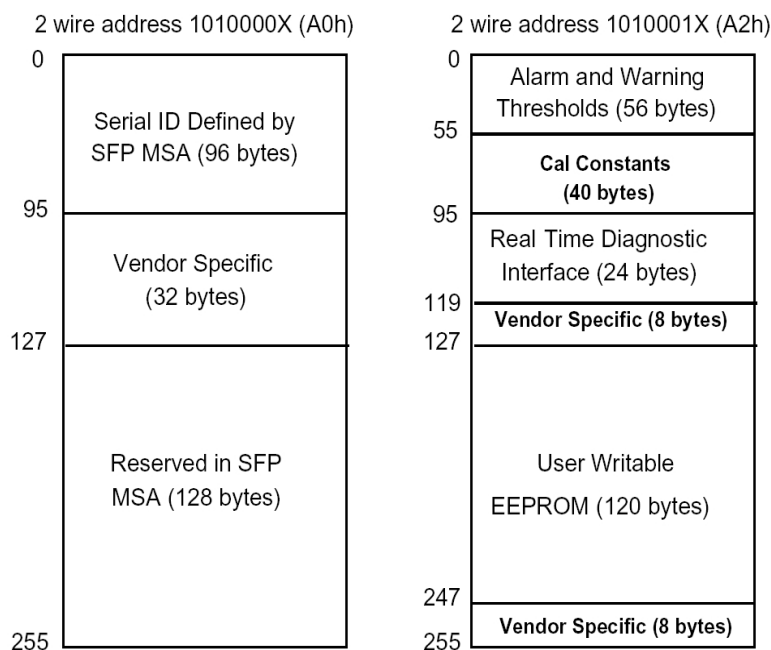 2 wire address 1010000X (A0h)
0
Serial ID Defined by
SFP MSA (96 bytes)
95
Vendor Specific
(32 bytes)
127
Reserved in SFP
MSA (128 bytes)
255
2 wire address 1010001X (A2h)
0
Alarm and Warning
Thresholds (56 bytes)
55
Cal Constants
(40 bytes)
95
Real Time Diagnostic
Interface (24 bytes)
119
Vendor Specific (8 bytes)
127
User Writable
EEPROM (120 bytes)
247
Vendor Specific (8 bytes)
255